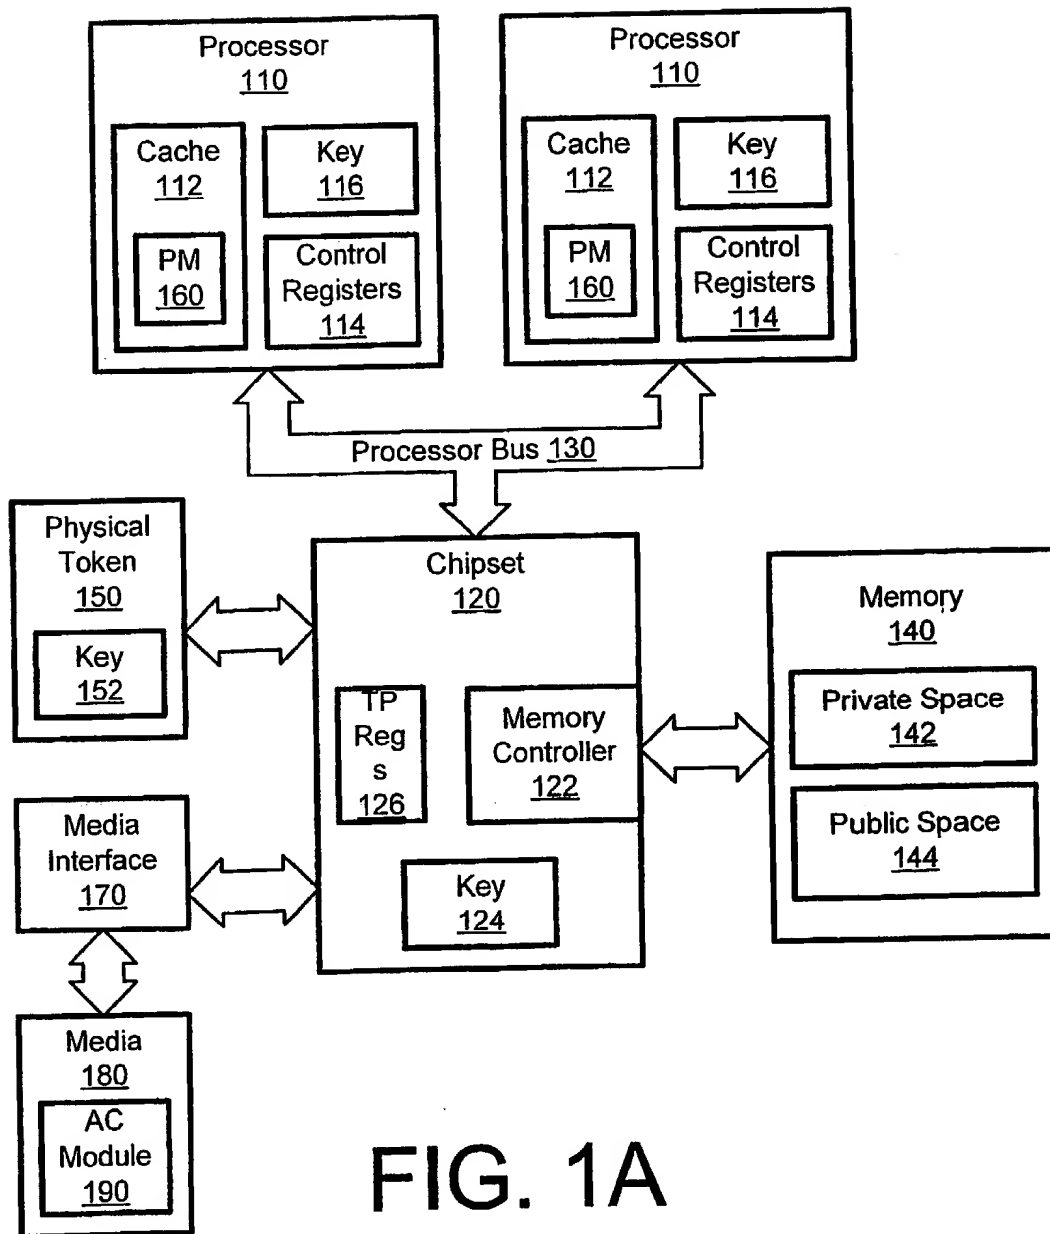 Processor
110
Cache
112
PM
160
Key
116
Control
Registers
114
Processor
110
Cache
112
PM
160
Key
116
Control
Registers
114
Processor Bus 130
Physical
Token
150
Key
152
Chipset
120
TP
Reg
s
126
Memory
Controller
122
Key
124
Memory
140
Private Space
142
Public Space
144
Media
Interface
170
Media
180
AC
Module
190
FIG. 1A